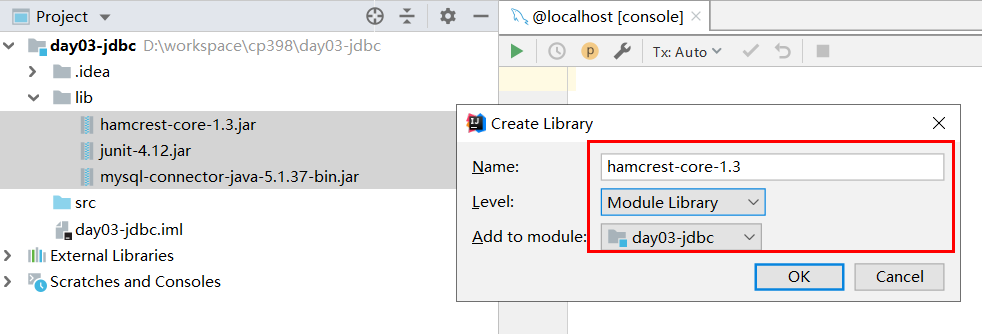 Project
day03-jdbc D:\workspace\cp398\day03-jdbc
.idea
lib
hamcrest-core-1.3.jar
junit-4.12.jar
mysql-connector-java-5.1.37-bin.jar
src
day03-jdbc.iml
External Libraries
Scratches and Consoles
@localhost [console]
p
Tx: Auto
Create Library
Name: hamcrest-core-1.3
Level: Module Library
Add to module: day03-jdbc
OK Cancel